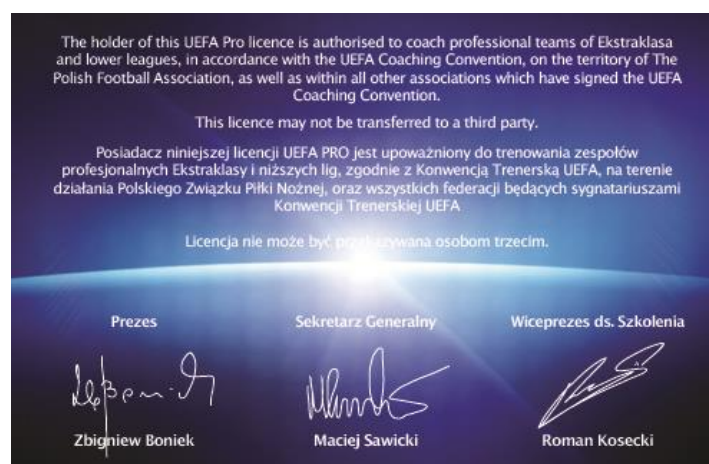 The holder of this UEFA Pro licence is authorised to coach professional teams of Ekstraklasa
and lower leagues, in accordance with the UEFA Coaching Convention, on the territory of The
Polish Football Association, as well as within all other associations which have signed the UEFA
Coaching Convention.
This licence may not be transferred to a third party.
Posiadacz niniejszej licencji UEFA PRO jest upoważniony do trenowania zespołów
profesjonalnych Ekstraklasy i niższych lig, zgodnie z Konwencją Trenerską UEFA, na terenie
działania Polskiego Związku Piłki Nożnej, oraz wszystkich federacji będących sygnatariuszami
Konwencji Trenerskiej UEFA
Licencja nie może być przekazywana osobom trzecim.
Prezes Sekretarz Generalny Wiceprezes ds. Szkolenia
Zbigniew Boniek Maciej Sawicki Roman Kosecki